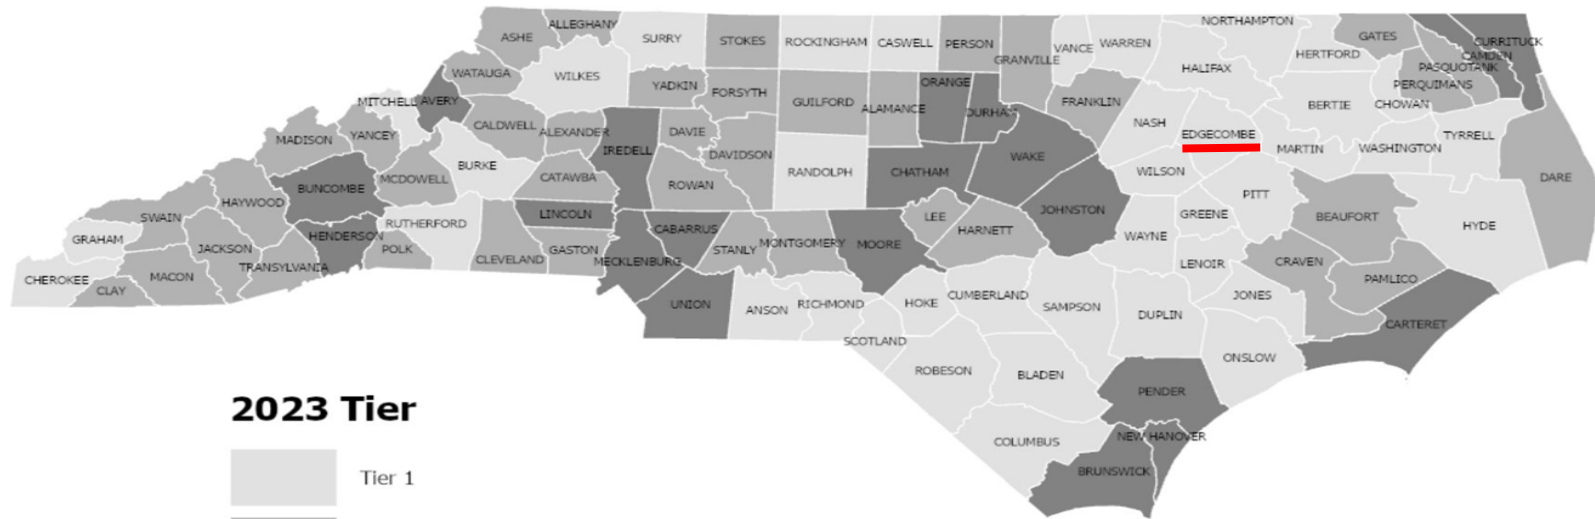 ALLEGHANY
NORTHAMPTON
ASHE
SURRY
STOKES
ROCKINGHAM
CASWELL
PERSON
VANCE
WARREN
GATES
CURRITUCK
CAMDEN
PASQUOTANK
GRANVILLE
HERTFORD
WATAUGA
WILKES
HALIFAX
PERQUIMANS
YADKIN
FORSYTH
ORANGE
MITCHELL
AVERY
GUILFORD
ALAMANCE
DURHAM
FRANKLIN
BERTIE
CHOWAN
CALDWELL
ALEXANDER
DAVIE
NASH
EDGECOMBE
TYRRELL
MADISON
YANCEY
IREDELL
DAVIDSON
WAKE
MARTIN
WASHINGTON
BURKE
MCDOWELL
CATAWBA
ROWAN
RANDOLPH
CHATHAM
WILSON
DARE
BUNCOMBE
HAYWOOD
PITT
SWAIN
LINCOLN
JOHNSTON
GREENE
BEAUFORT
RUTHERFORD
CABARRUS
LEE
HARNETT
HYDE
GRAHAM
JACKSON
HENDERSON
POLK
CLEVELAND
GASTON
STANLY
MONTGOMERY
MOORE
WAYNE
CHEROKEE
MACON
TRANSYLVANIA
MECKLENBURG
LENOIR
CRAVEN
PAMLICO
CLAY
UNION
ANSON
RICHMOND
HOKE
CUMBERLAND
SAMPSON
DUPLIN
JONES
CARTERET
SCOTLAND
ONSLOW
ROBESON
BLADEN
PENDER
COLUMBUS
NEW HANOVER
BRUNSWICK
2023 Tier
Tier 1